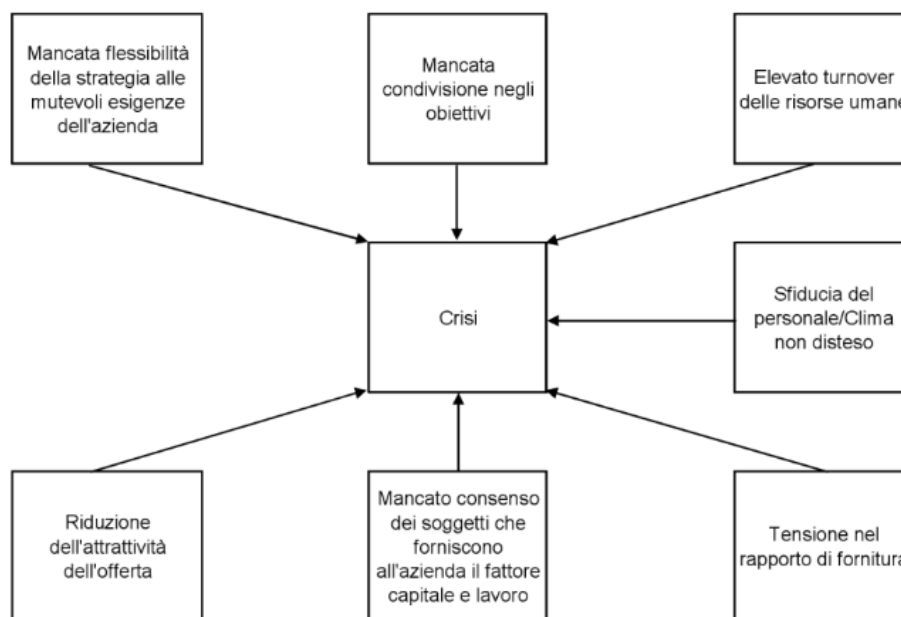 Mancata flessibilità
della strategia alle
mutevoli esigenze
dell'azienda
Mancata
condivisione negli
obiettivi
Elevato turnover
delle risorse umane
Crisi
Sfiducia del
personale/Clima
non disteso
Riduzione
dell'attrattività
dell'offerta
Mancato consenso
dei soggetti che
forniscono
all'azienda il fattore
capitale e lavoro
Tensione nel
rapporto di fornitura